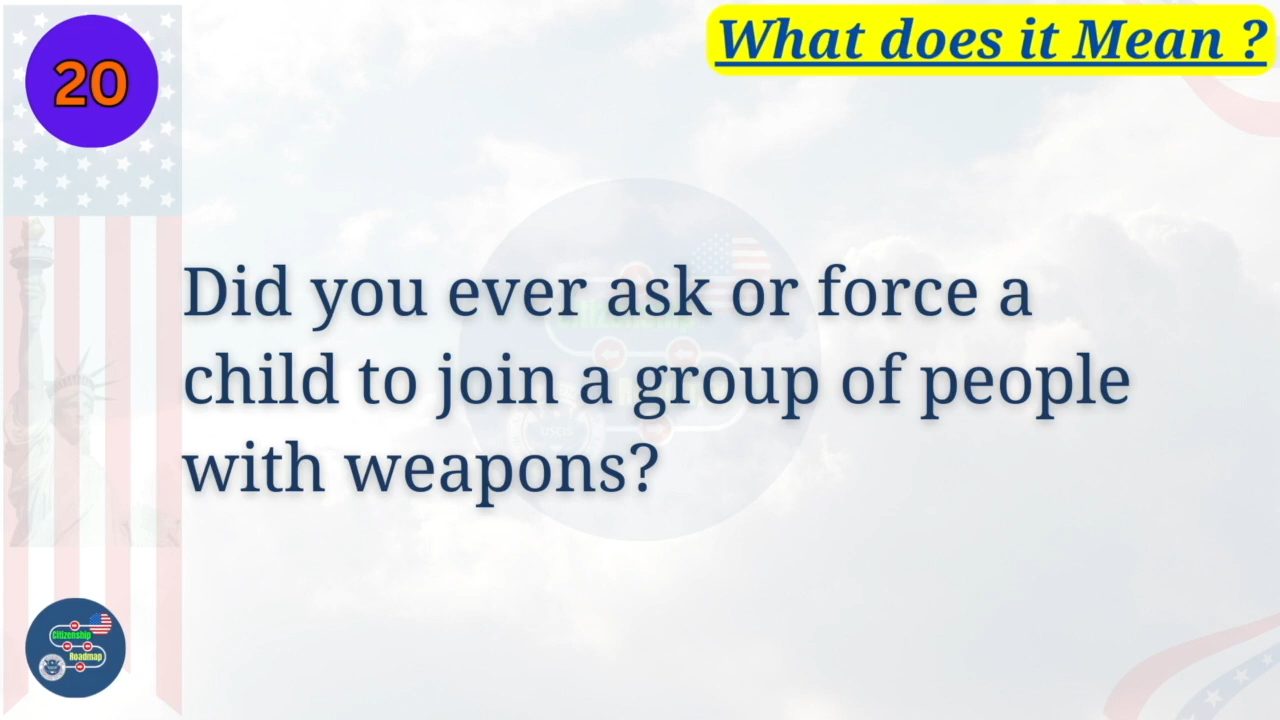 20
What does it Mean ?
Did you ever ask or force a
child to join a group of people
with weapons?
Citizenship
Roadmap